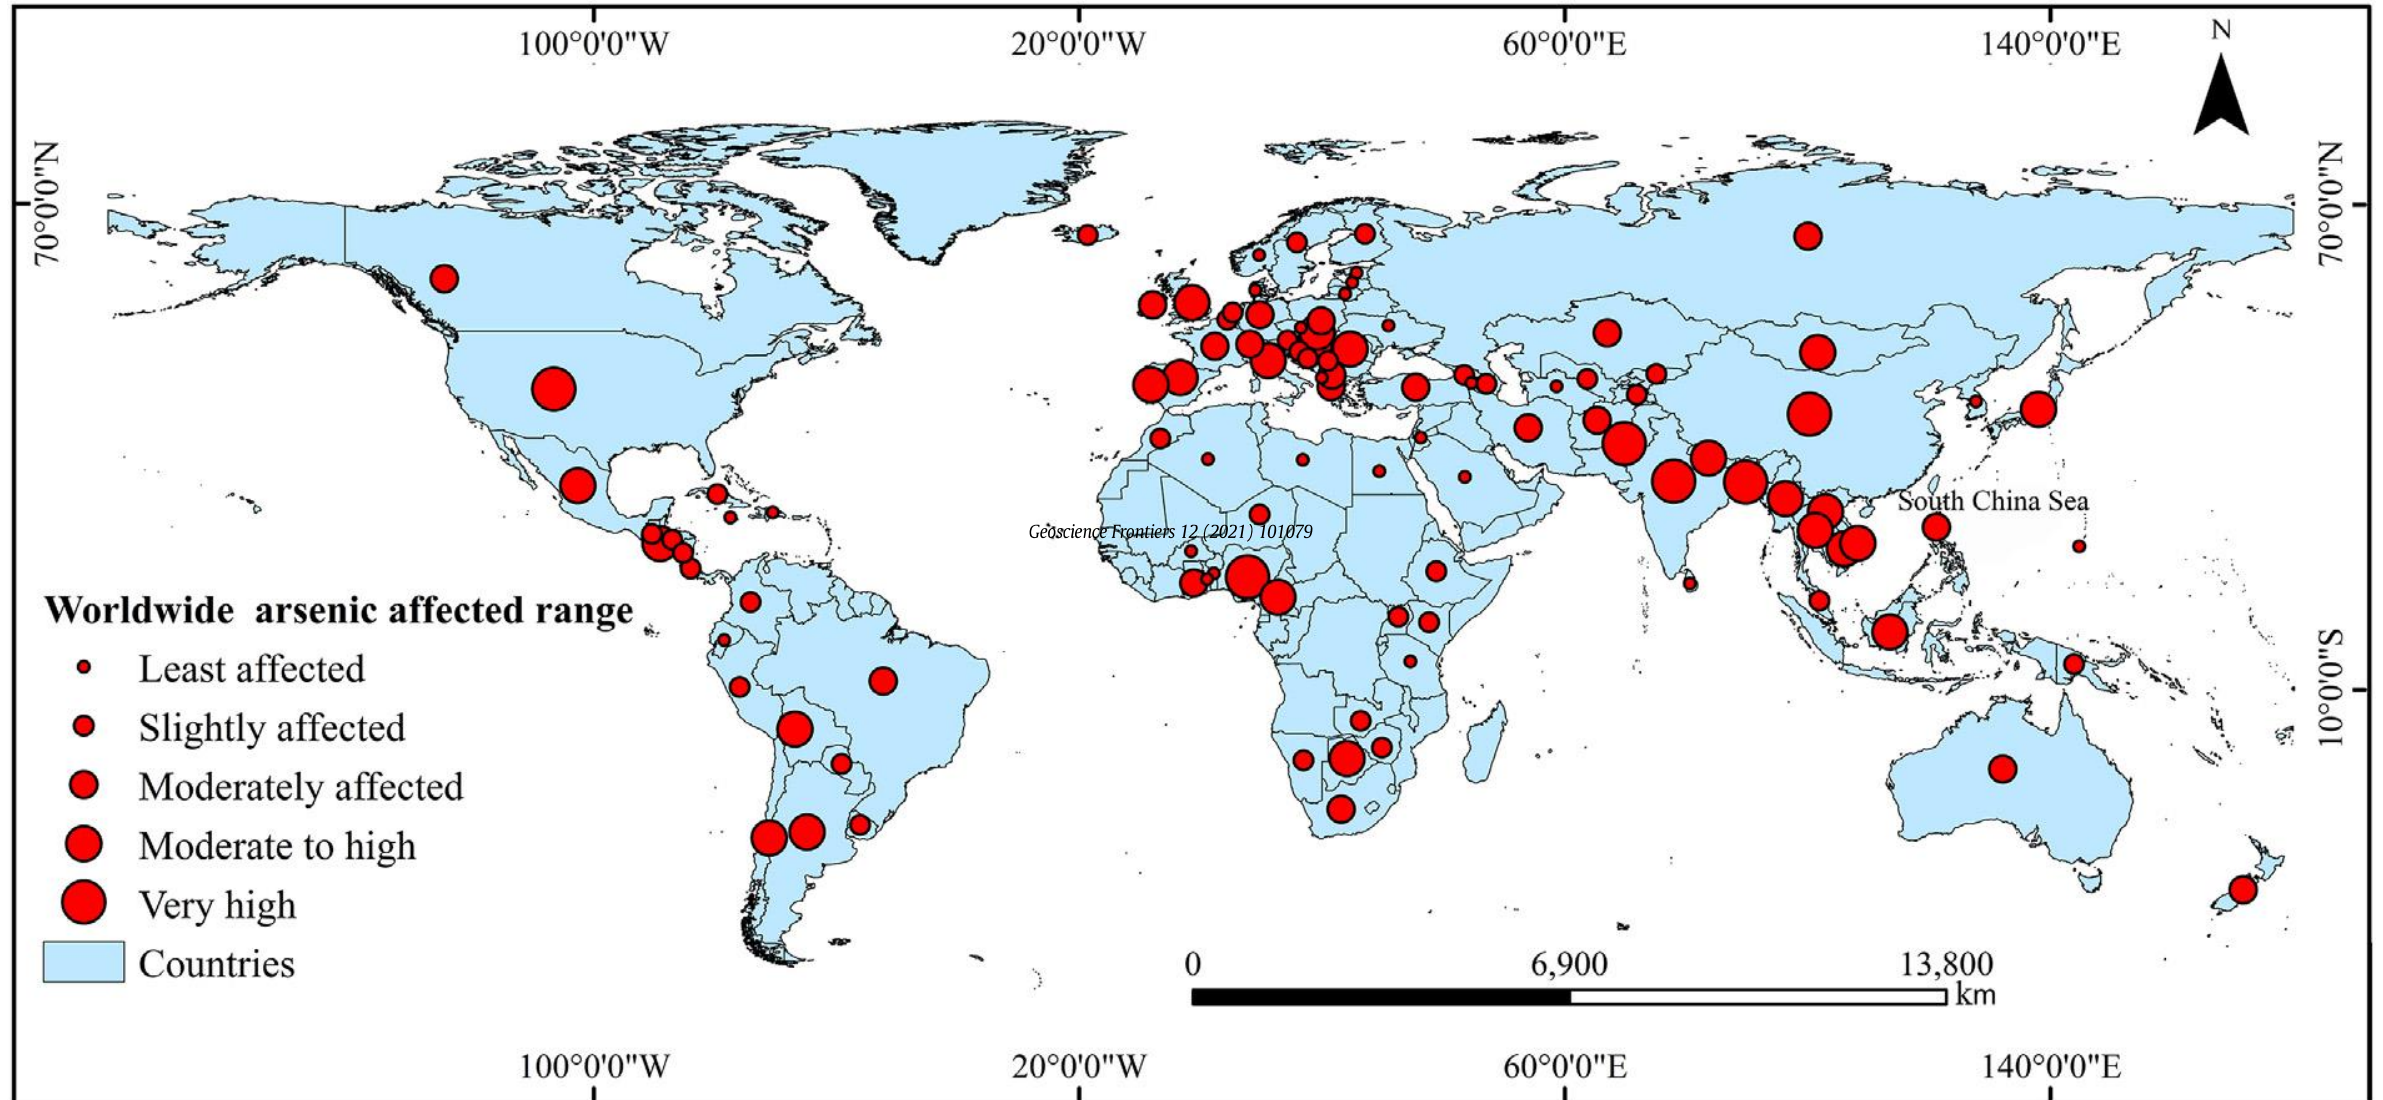 100°0'0"W
20°0'0"W
60°0'0"E
140°0'0"E
N
70°0'0"N
70°0'0"N
South China Sea
Geoscience Frontiers 12 (2021) 101079
Worldwide arsenic affected range
Least affected
Slightly affected
Moderately affected
Moderate to high
Very high
Countries
10°0'0"S
0
6,900
13,800
km
100°0'0"W
20°0'0"W
60°0'0"E
140°0'0"E